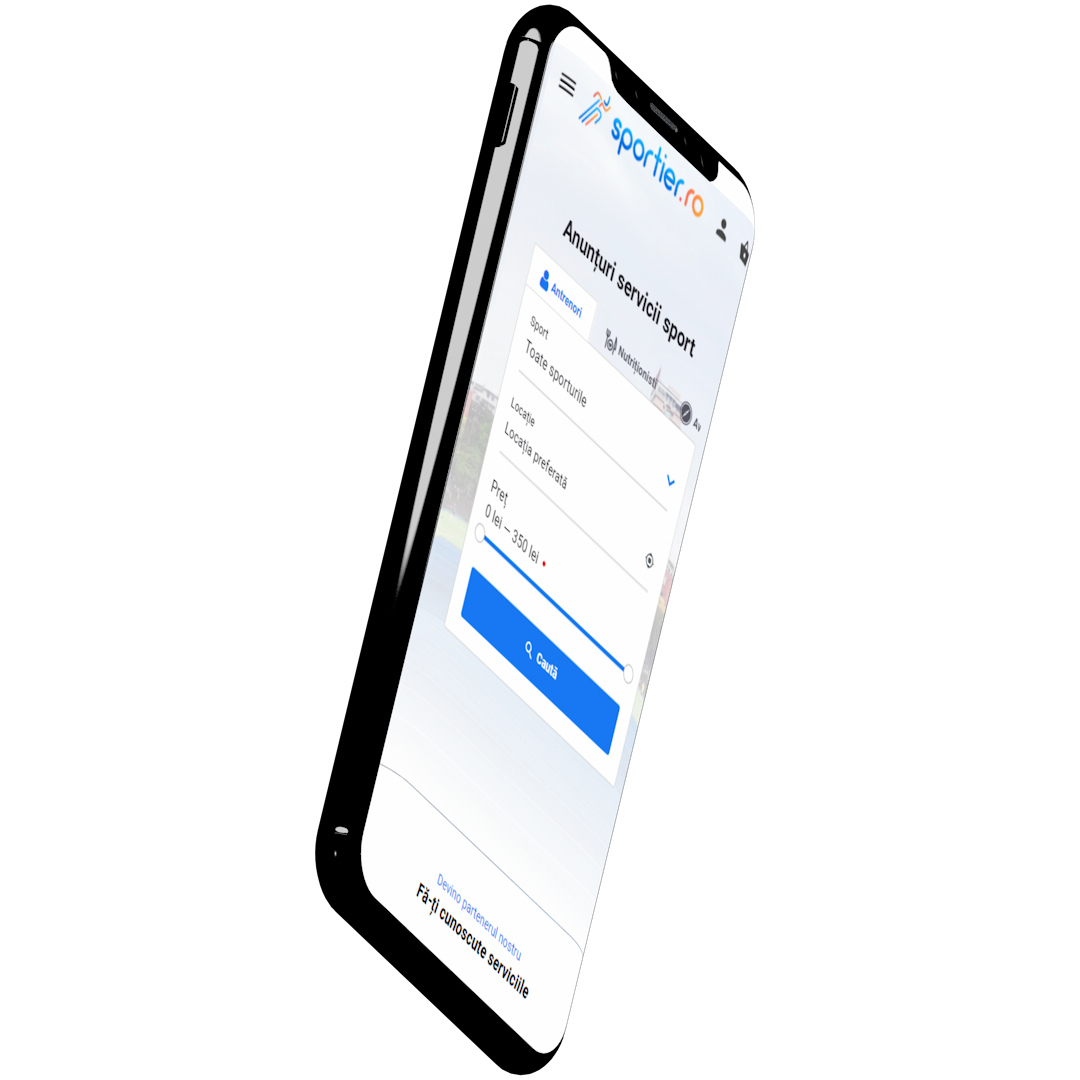 sportier.ro
Anunțuri servicii sport
Antrenori
Nutriționisti
Av
Sport
Toate sporturile
Locație
Locația preferată
Preț
0 lei – 350 lei
Caută
Devino partenerul nostru
Fă-ți cunoscute serviciile